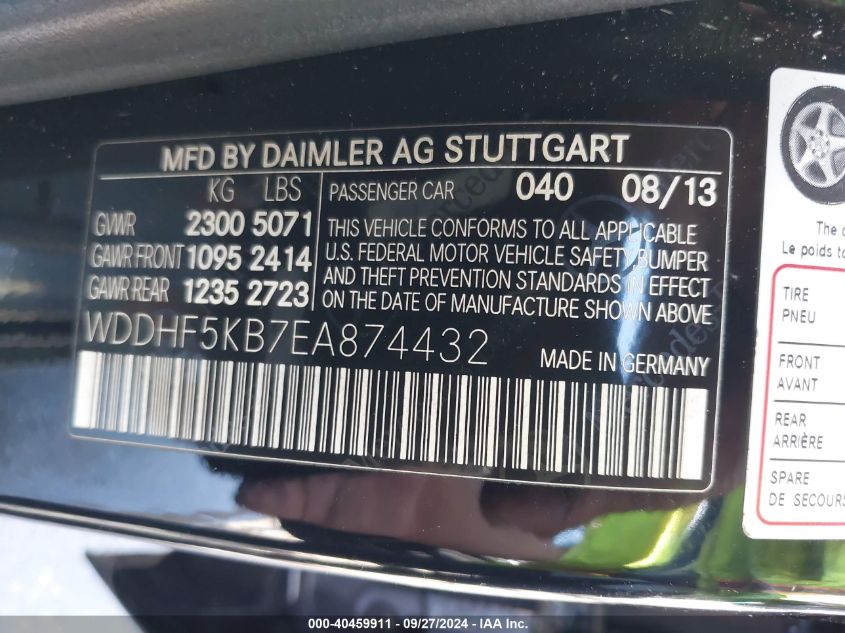 MFD BY DAIMLER AG STUTTGART
KG LBS PASSENGER CAR 040 08/13
GVWR 2300 5071 THIS VEHICLE CONFORMS TO ALL APPLICABLE
GAWR FRONT 1095 2414 U.S. FEDERAL MOTOR VEHICLE SAFETY BUMPER
GAWR REAR 1235 2723 AND THEFT PREVENTION STANDARDS IN EFFECT
ON THE DATE OF MANUFACTURE SHOWN ABOVE
WDDHF5KB7EA874432 MADE IN GERMANY
The
Le poids
TIRE
PNEU
FRONT
AVANT
REAR
ARRIÈRE
SPARE
DE SECOURS
000-40459911 - 09/27/2024 - IAA Inc.